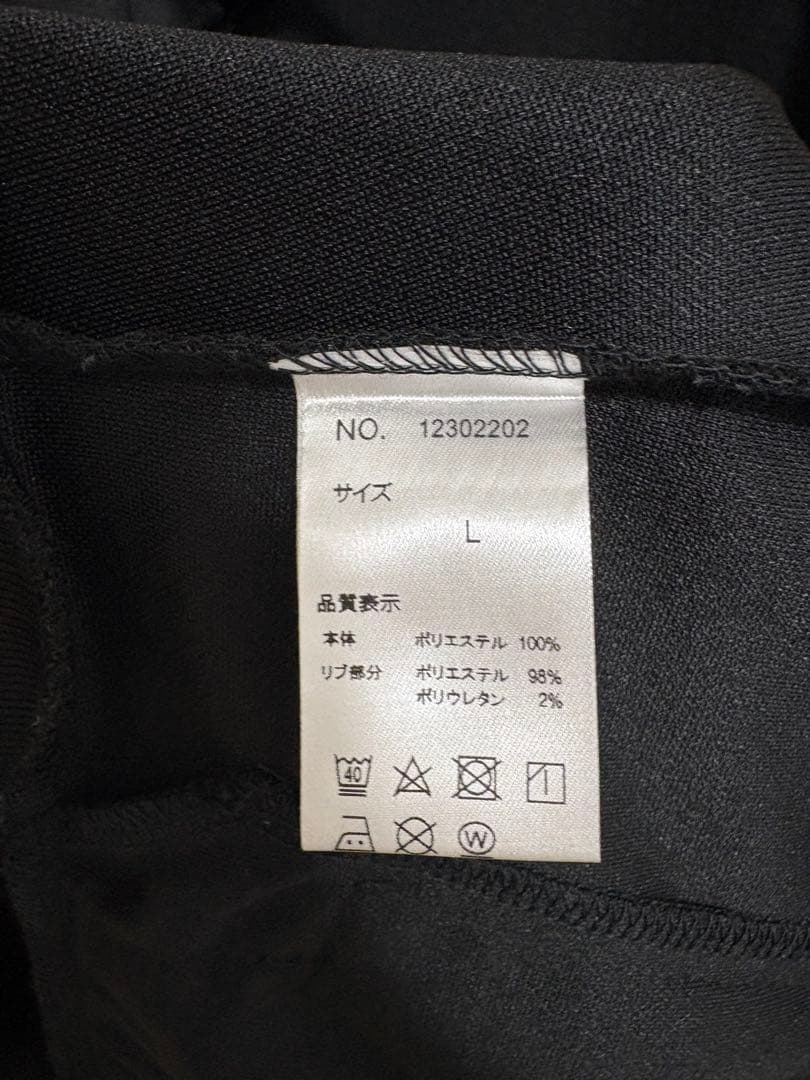 NO. 12302202
サイズ
L
品質表示
本体 ポリエステル 100%
リブ部分 ポリエステル 98%
ポリウレタン 2%
40
W